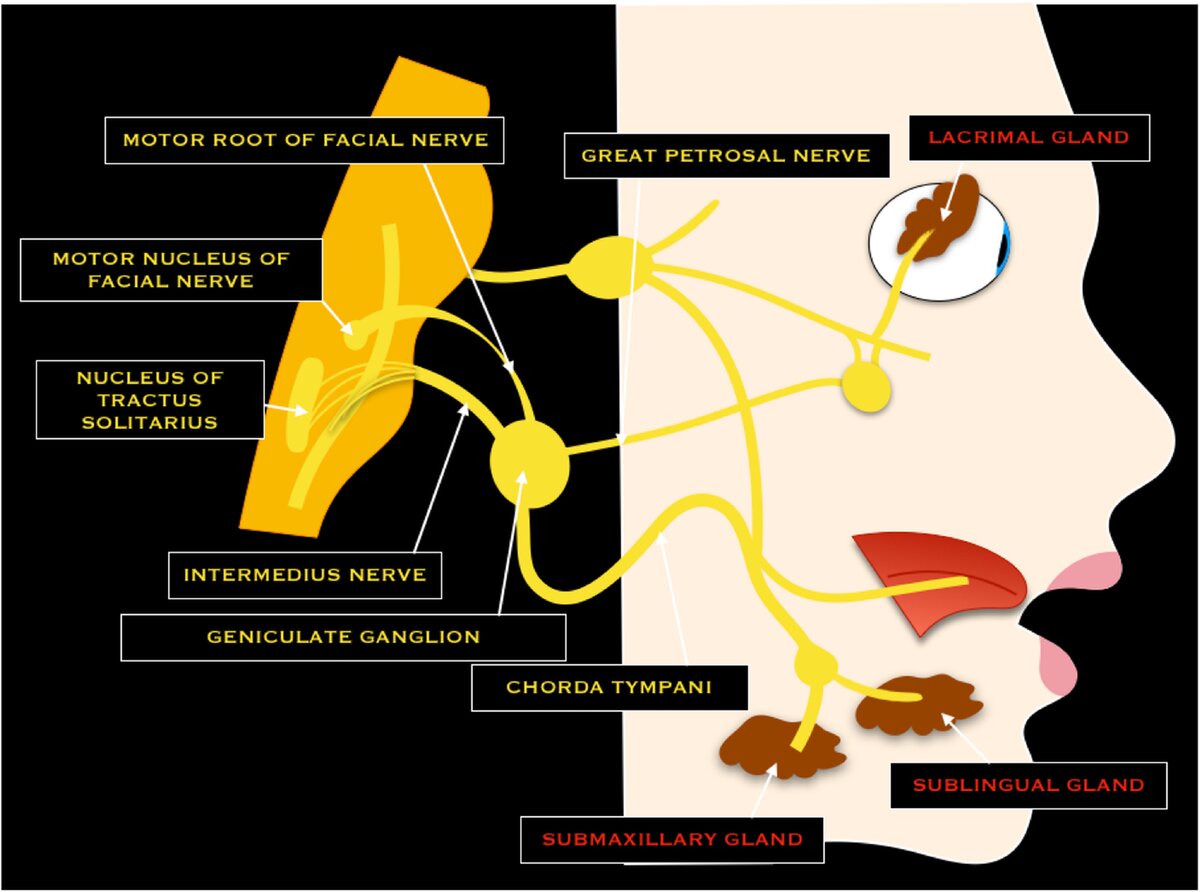 MOTOR ROOT OF FACIAL NERVE
GREAT PETROSAL NERVE
LACRIMAL GLAND
MOTOR NUCLEUS OF
FACIAL NERVE
NUCLEUS OF
TRACTUS
SOLITARIUS
INTERMEDIUS NERVE
GENICULATE GANGLION
CHORDA TYMPANI
SUBLINGUAL GLAND
SUBMAXILLARY GLAND